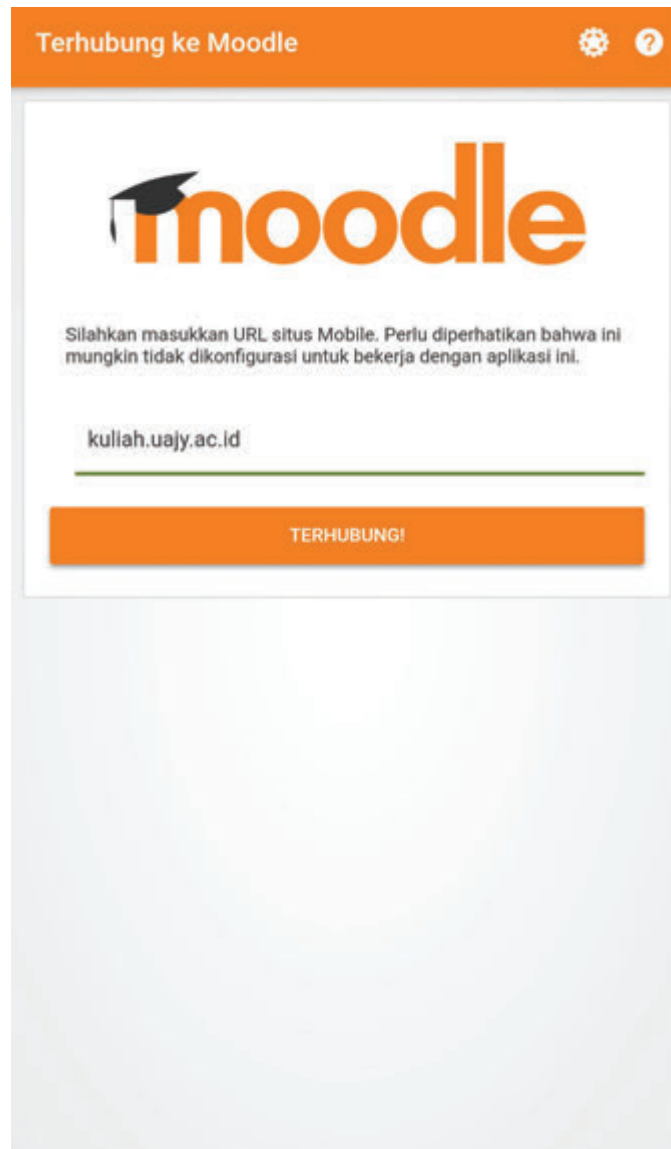 Terhubung ke Moodle
moodle
Silahkan masukkan URL situs Mobile. Perlu diperhatikan bahwa ini
mungkin tidak dikonfigurasi untuk bekerja dengan aplikasi ini.
kuliah.uajy.ac.id
TERHUBUNG!